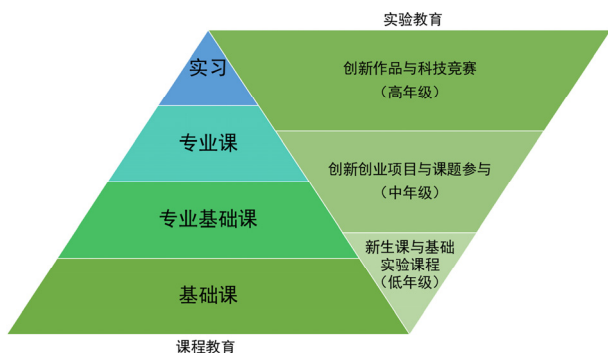 实验教育
实习
创新作品与科技竞赛
（高年级）
专业课
创新创业项目与课题参与
（中年级）
专业基础课
新生课与基础
实验课程
（低年级）
基础课
课程教育